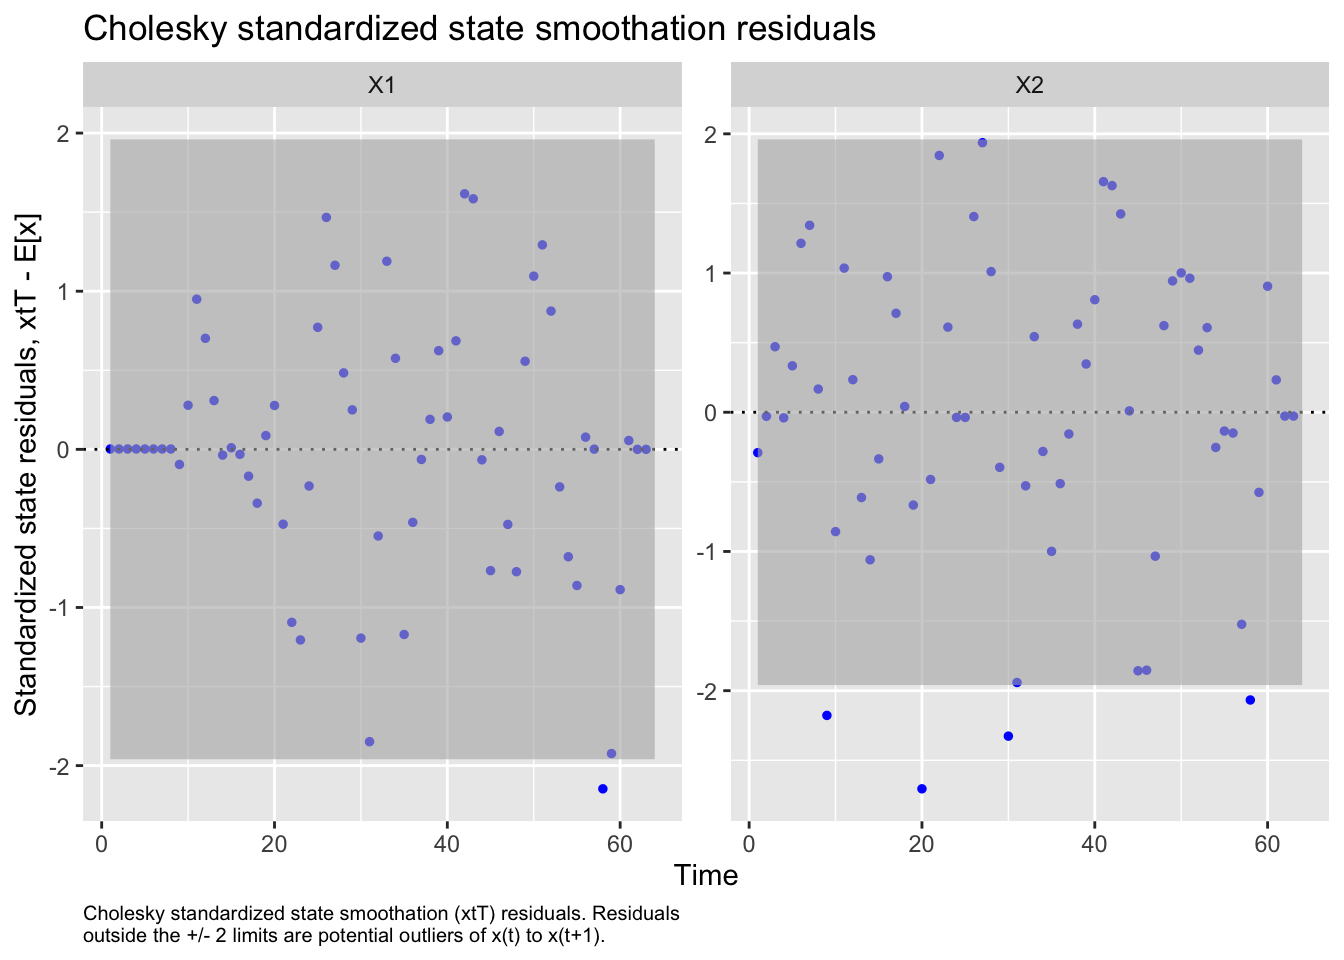 Cholesky standardized state smoothation residuals
X1
X2
Standardized state residuals, xtT - E[x]
2
1
0
-1
-2
2
1
0
-1
-2
0
20
40
60
0
20
40
60
Time
Cholesky standardized state smoothation (xtT) residuals. Residuals
outside the +/- 2 limits are potential outliers of x(t) to x(t+1).